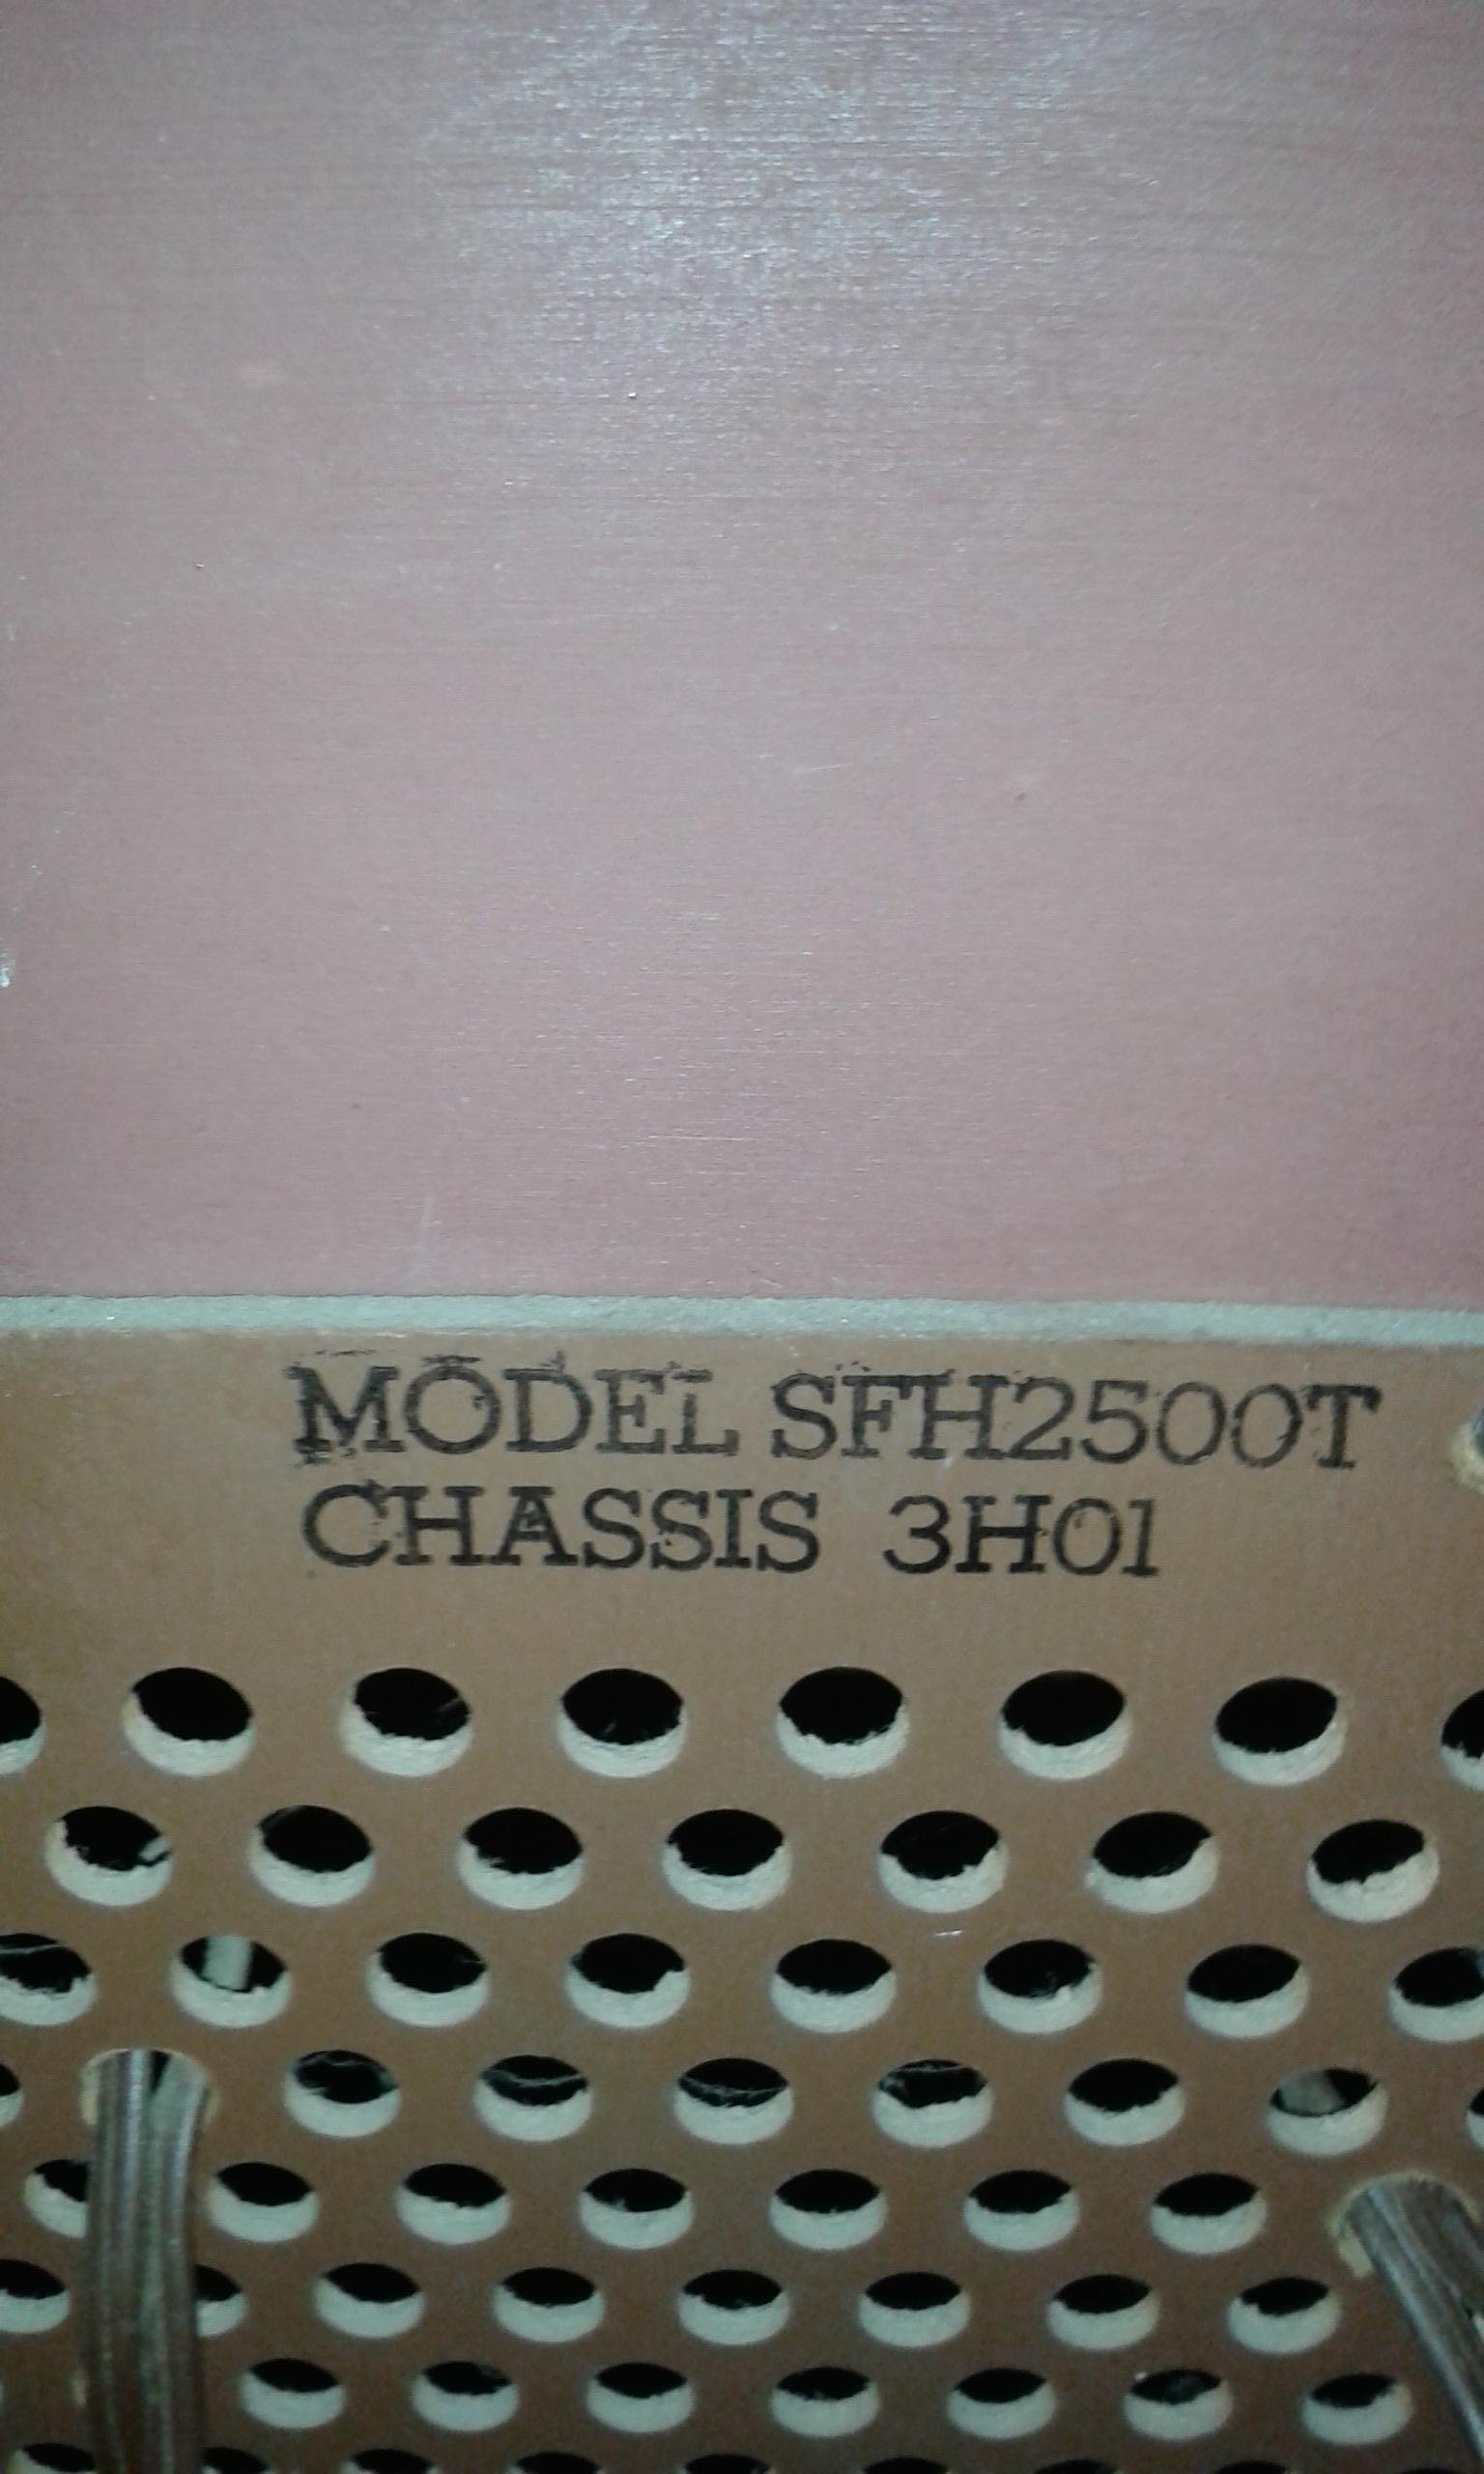 MODEL SFH2500T
CHASSIS 3H01